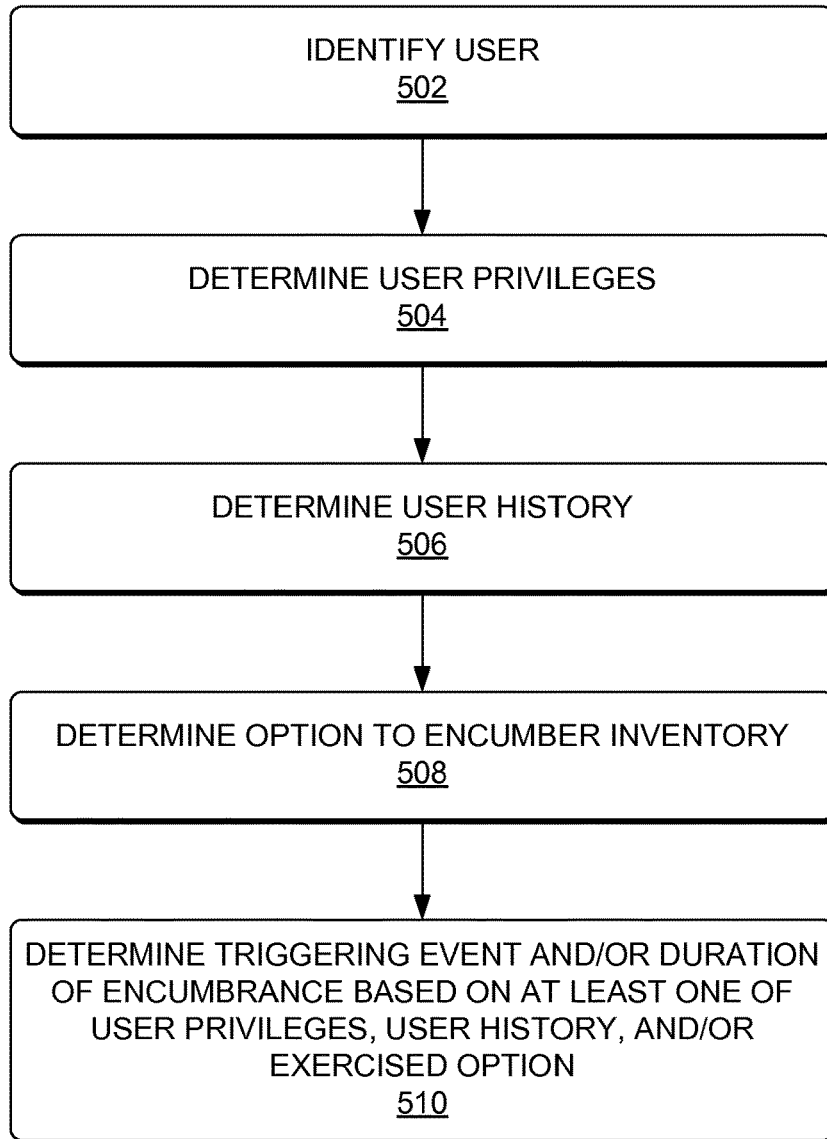 IDENTIFY USER
502
DETERMINE USER PRIVILEGES
504
DETERMINE USER HISTORY
506
DETERMINE OPTION TO ENCUMBER INVENTORY
508
DETERMINE TRIGGERING EVENT AND/OR DURATION
OF ENCUMBRANCE BASED ON AT LEAST ONE OF
USER PRIVILEGES, USER HISTORY, AND/OR
EXERCISED OPTION
510